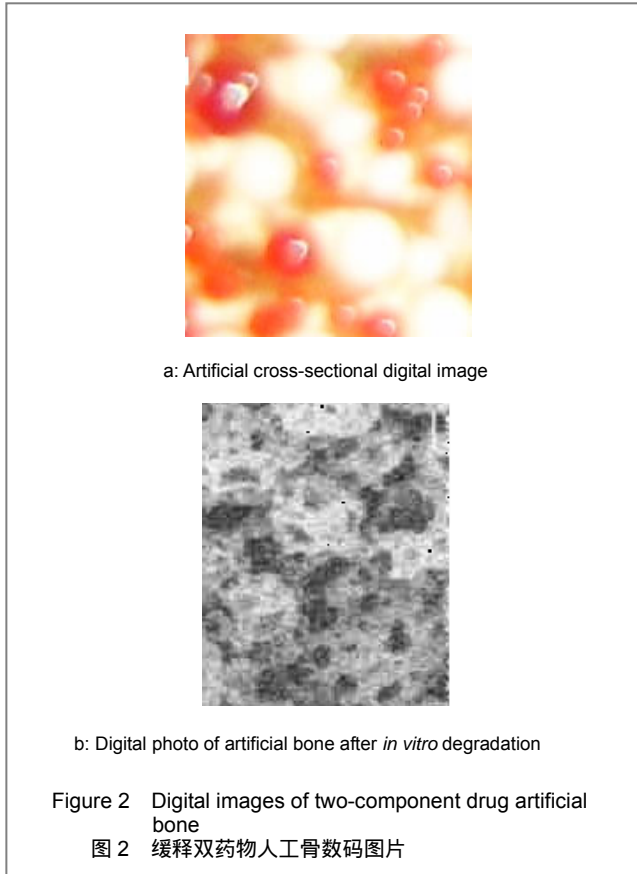 a: Artificial cross-sectional digital image
b: Digital photo of artificial bone after in vitro degradation
Figure 2 Digital images of two-component drug artificial
bone
图 2 缓释双药物人工骨数码图片